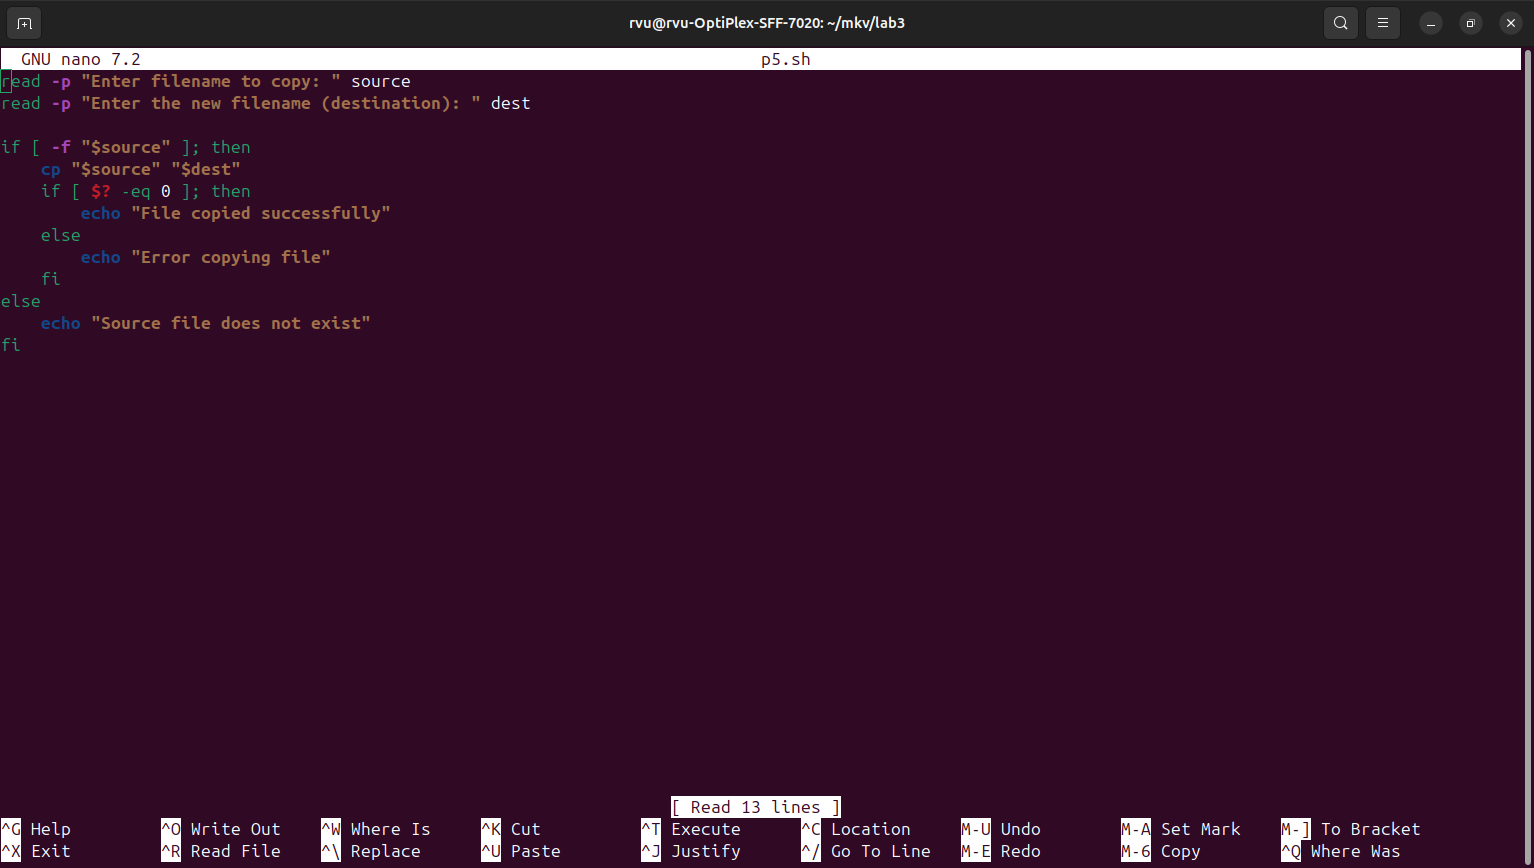 rvu@rvu-OptiPlex-SFF-7020: ~/mkv/lab3
GNU nano 7.2 p5.sh
read -p "Enter filename to copy: " source
read -p "Enter the new filename (destination): " dest
if [ -f "$source" ]; then
    cp "$source" "$dest"
    if [ $? -eq 0 ]; then
        echo "File copied successfully"
    else
        echo "Error copying file"
    fi
else
    echo "Source file does not exist"
fi
[ Read 13 lines ]
^G Help ^O Write Out ^W Where Is ^K Cut ^T Execute ^C Location M-U Undo M-A Set Mark M-] To Bracket
^X Exit ^R Read File ^\ Replace ^U Paste ^J Justify ^/ Go To Line M-E Redo M-6 Copy ^Q Where Was